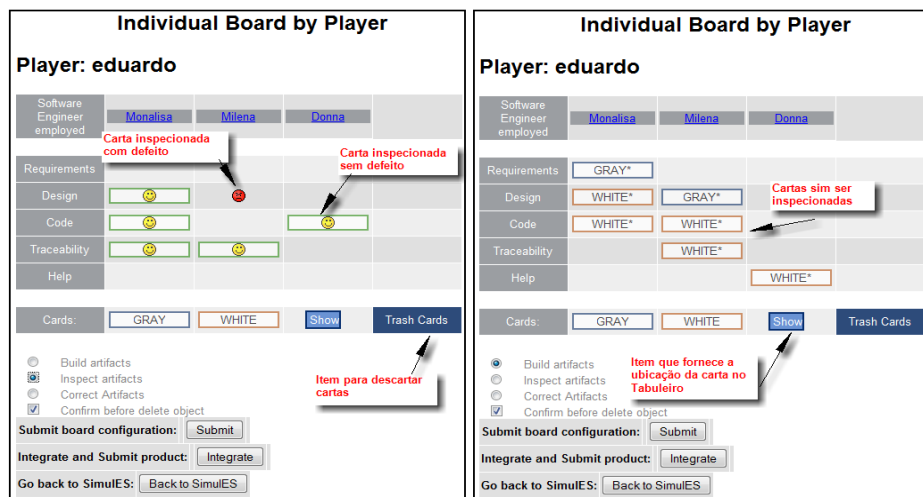 Individual Board by Player
Player: eduardo
Software
Engineer
employed
Monalisa
Milena
Donna
Carta inspecionada
com defeito
Carta inspecionada
sem defeito
Requirements
Design
Code
Traceability
Help
Cards:
GRAY
WHITE
Show
Trash Cards
Build artifacts
Inspect artifacts
Correct Artifacts
Confirm before delete object
Item para descartar
cartas
Submit board configuration:
Submit
Integrate and Submit product:
Integrate
Go back to SimulES:
Back to SimulES
Individual Board by Player
Player: eduardo
Software
Engineer
employed
Monalisa
Milena
Donna
Requirements
GRAY*
Design
WHITE*
GRAY*
Cartas sim ser
inspecionadas
Code
WHITE*
WHITE*
Traceability
WHITE*
Help
WHITE*
Cards:
GRAY
WHITE
Show
Trash Cards
Build artifacts
Inspect artifacts
Correct Artifacts
Confirm before delete object
Item que fornece a
ubicação da carta no
Tabuleiro
Submit board configuration:
Submit
Integrate and Submit product:
Integrate
Go back to SimulES:
Back to SimulES